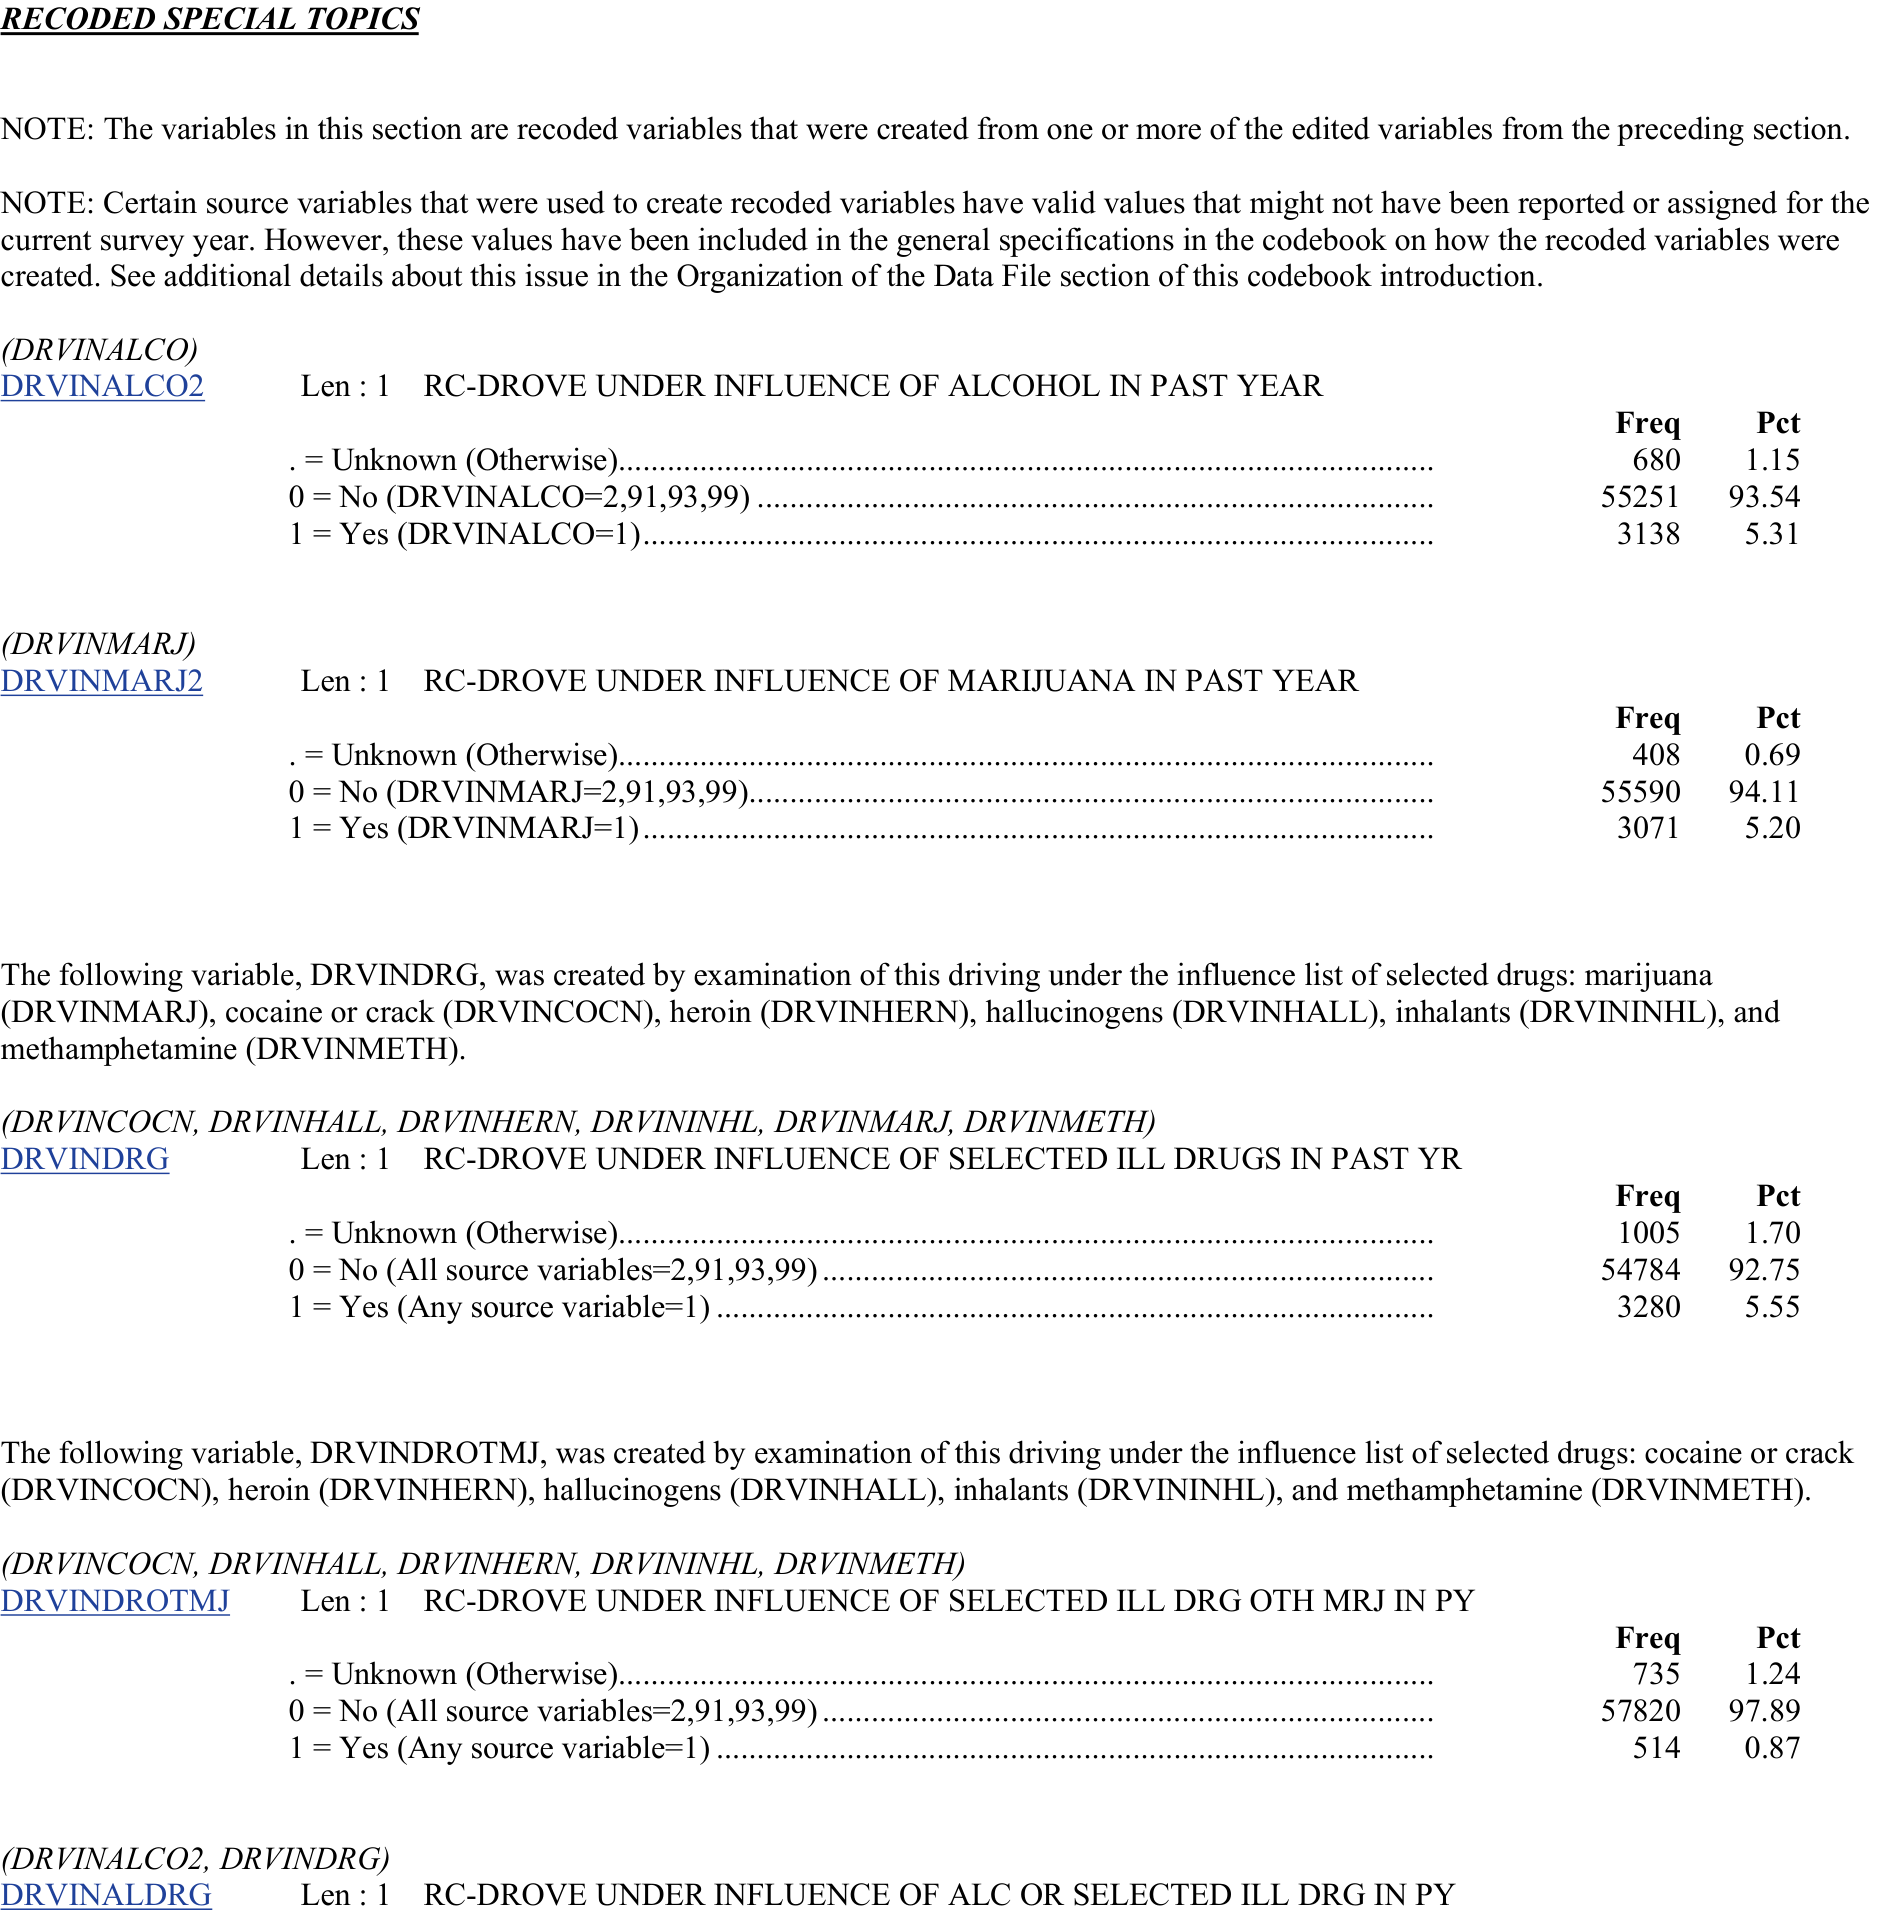 RECODED SPECIAL TOPICS
NOTE: The variables in this section are recoded variables that were created from one or more of the edited variables from the preceding section.
NOTE: Certain source variables that were used to create recoded variables have valid values that might not have been reported or assigned for the
current survey year. However, these values have been included in the general specifications in the codebook on how the recoded variables were
created. See additional details about this issue in the Organization of the Data File section of this codebook introduction.
(DRVINALCO)
DRVINALCO2 Len : 1 RC-DROVE UNDER INFLUENCE OF ALCOHOL IN PAST YEAR
Freq Pct
. = Unknown (Otherwise)..... 680 1.15
0 = No (DRVINALCO=2,91,93,99) ..... 55251 93.54
1 = Yes (DRVINALCO=1)..... 3138 5.31
(DRVINMARJ)
DRVINMARJ2 Len : 1 RC-DROVE UNDER INFLUENCE OF MARIJUANA IN PAST YEAR
Freq Pct
. = Unknown (Otherwise)..... 408 0.69
0 = No (DRVINMARJ=2,91,93,99)..... 55590 94.11
1 = Yes (DRVINMARJ=1)..... 3071 5.20
The following variable, DRVINDRG, was created by examination of this driving under the influence list of selected drugs: marijuana
(DRVINMARJ), cocaine or crack (DRVINCOCN), heroin (DRVINHERN), hallucinogens (DRVINHALL), inhalants (DRVININHL), and
methamphetamine (DRVINMETH).
(DRVINCOCN, DRVINHALL, DRVINHERN, DRVININHL, DRVINMARJ, DRVINMETH)
DRVINDRG Len : 1 RC-DROVE UNDER INFLUENCE OF SELECTED ILL DRUGS IN PAST YR
Freq Pct
. = Unknown (Otherwise)..... 1005 1.70
0 = No (All source variables=2,91,93,99) ..... 54784 92.75
1 = Yes (Any source variable=1) ..... 3280 5.55
The following variable, DRVINDROTMJ, was created by examination of this driving under the influence list of selected drugs: cocaine or crack
(DRVINCOCN), heroin (DRVINHERN), hallucinogens (DRVINHALL), inhalants (DRVININHL), and methamphetamine (DRVINMETH).
(DRVINCOCN, DRVINHALL, DRVINHERN, DRVININHL, DRVINMETH)
DRVINDROTMJ Len : 1 RC-DROVE UNDER INFLUENCE OF SELECTED ILL DRG OTH MRJ IN PY
Freq Pct
. = Unknown (Otherwise)..... 735 1.24
0 = No (All source variables=2,91,93,99) ..... 57820 97.89
1 = Yes (Any source variable=1) ..... 514 0.87
(DRVINALCO2, DRVINDRG)
DRVINALDRG Len : 1 RC-DROVE UNDER INFLUENCE OF ALC OR SELECTED ILL DRG IN PY